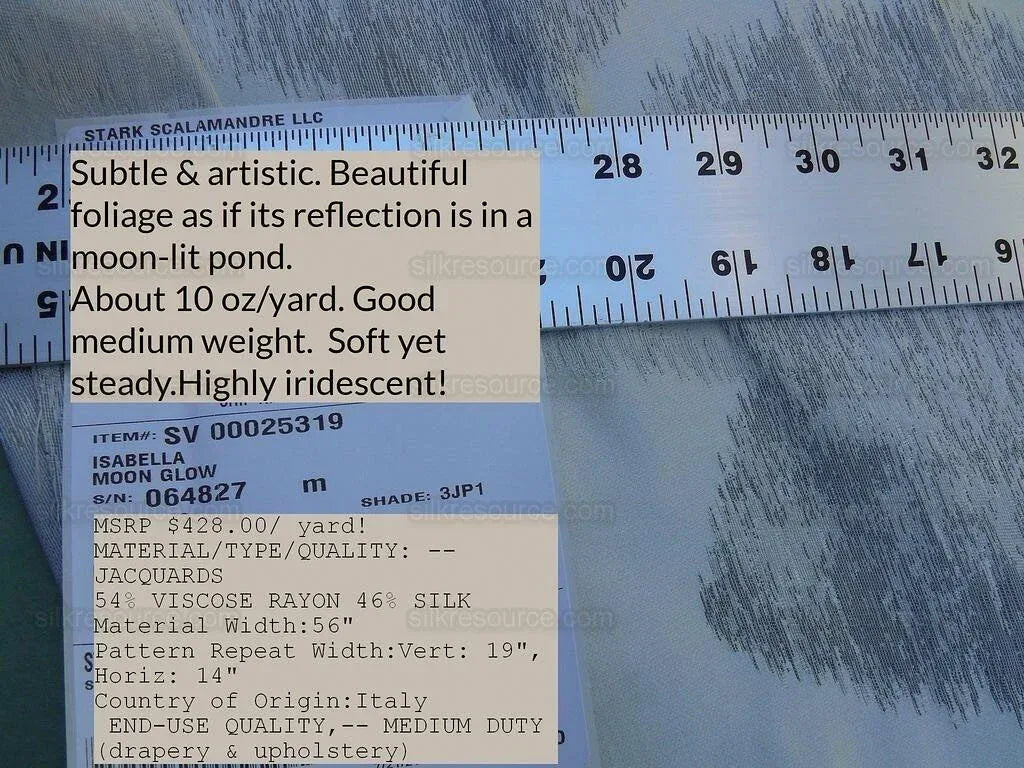 STARK SCALAMANDRE LLC
28 29 30 31 32
Subtle & artistic. Beautiful
foliage as if its reflection is in a
moon-lit pond.
About 10 oz/yard. Good
medium weight.  Soft yet
steady.Highly iridescent!
20 19 18 17
silkresource.com
ITEM#: SV 00025319
ISABELLA
MOON GLOW
S/N: 064827 m SHADE: 3JP1
MSRP $428.00/ yard!
MATERIAL/TYPE/QUALITY: --
JACQUARDS
54% VISCOSE RAYON 46% SILK
Material Width:56"
Pattern Repeat Width:Vert: 19",
Horiz: 14"
Country of Origin:Italy
END-USE QUALITY,-- MEDIUM DUTY
(drapery & upholstery)